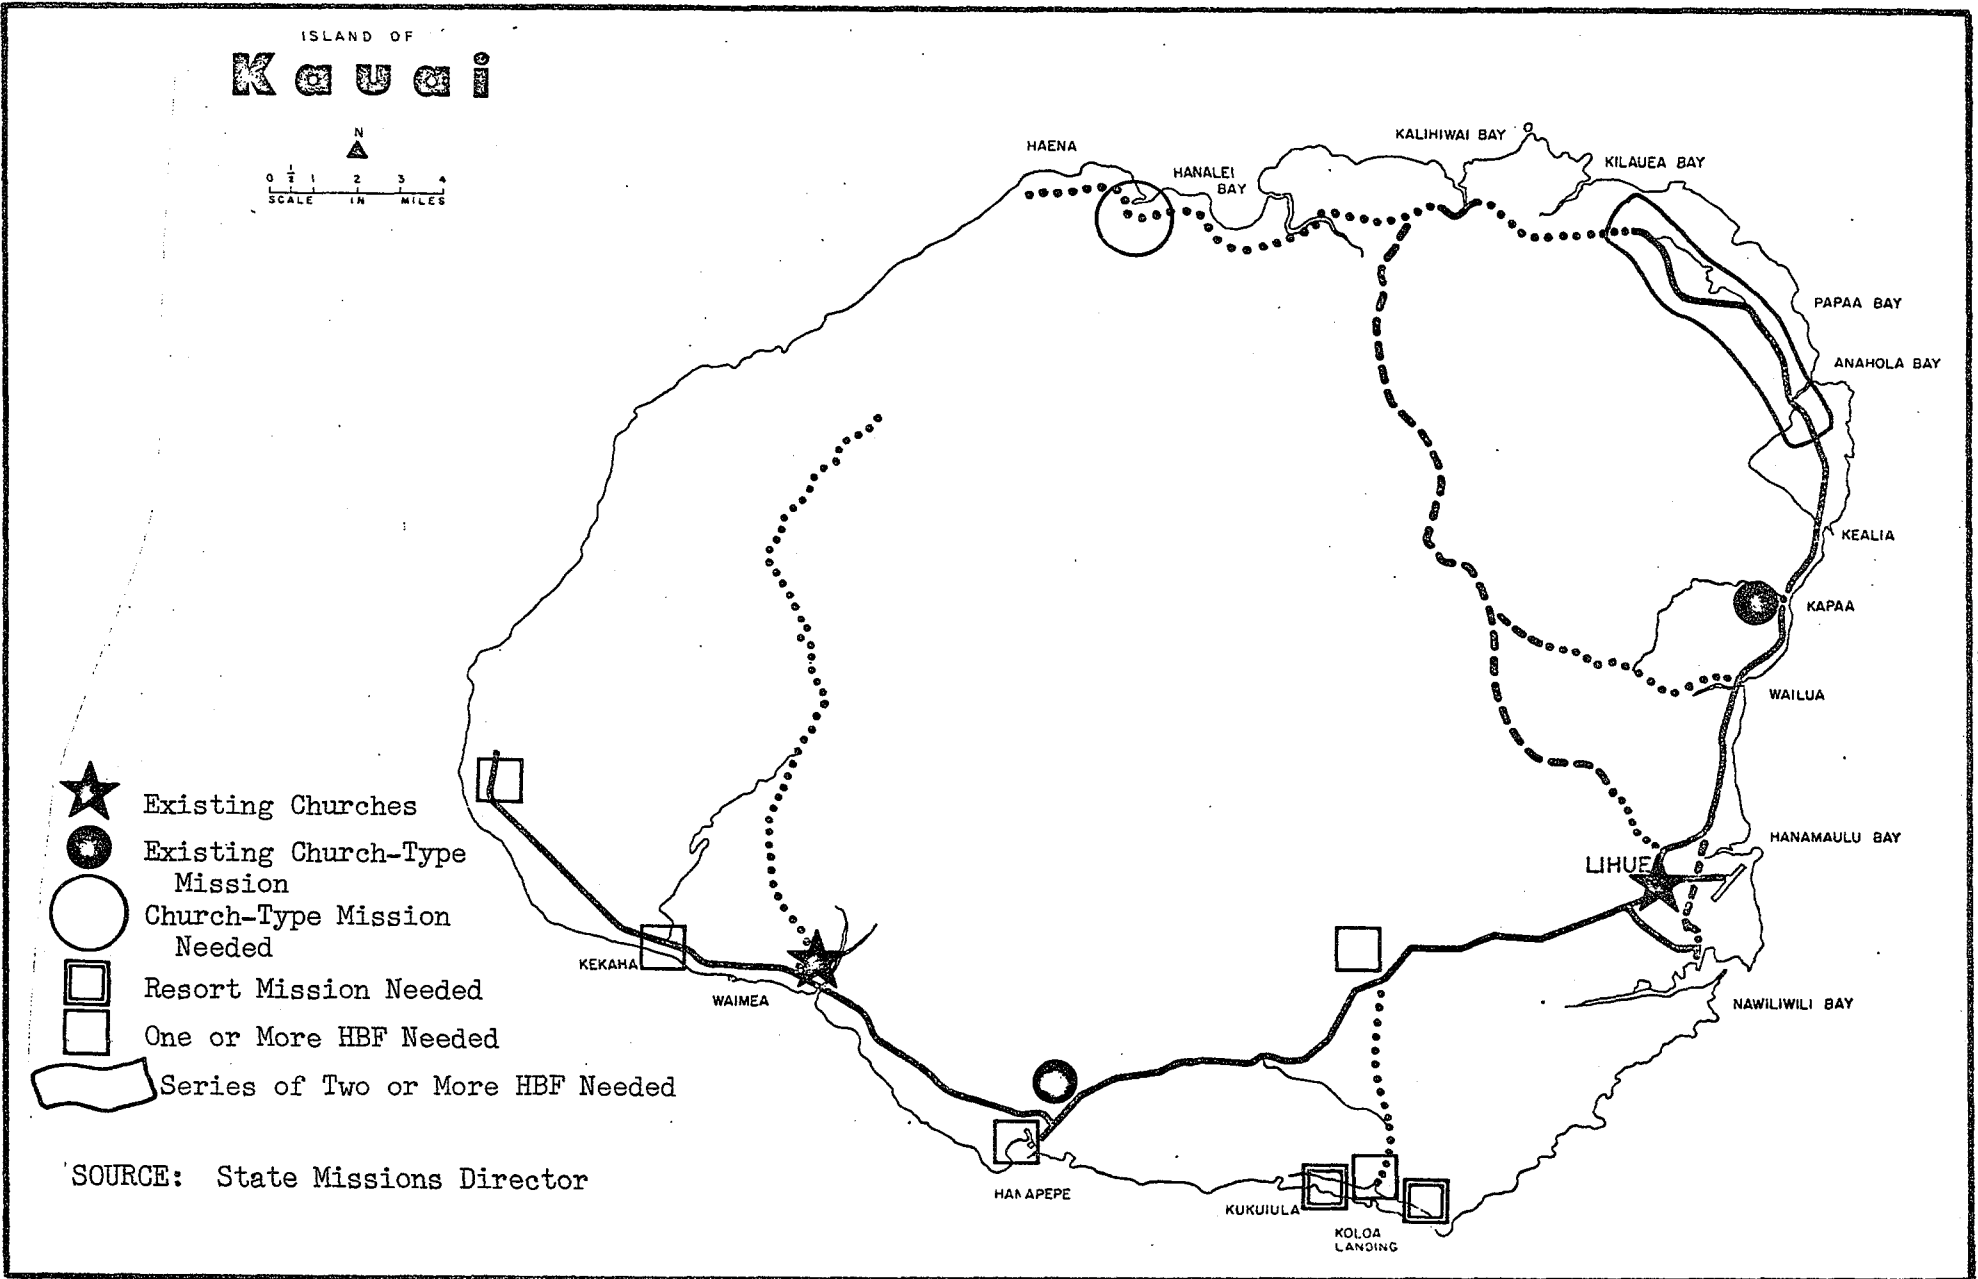 ISLAND OF
Kauai
N
0 ½ 1 2 3 4
SCALE IN MILES
HAENA
HANALEI
BAY
KALIHIWAI BAY
KILAUEA BAY
PAPAA BAY
ANAHOLA BAY
KEALIA
KAPAA
WAILUA
HANAMAULU BAY
LIHUE
NAWILIWILI BAY
KEKAHA
WAIMEA
HANAPEPE
KUKUIULA
KOLOA
LANDING
Existing Churches
Existing Church-Type
Mission
Church-Type Mission
Needed
Resort Mission Needed
One or More HBF Needed
Series of Two or More HBF Needed
SOURCE: State Missions Director